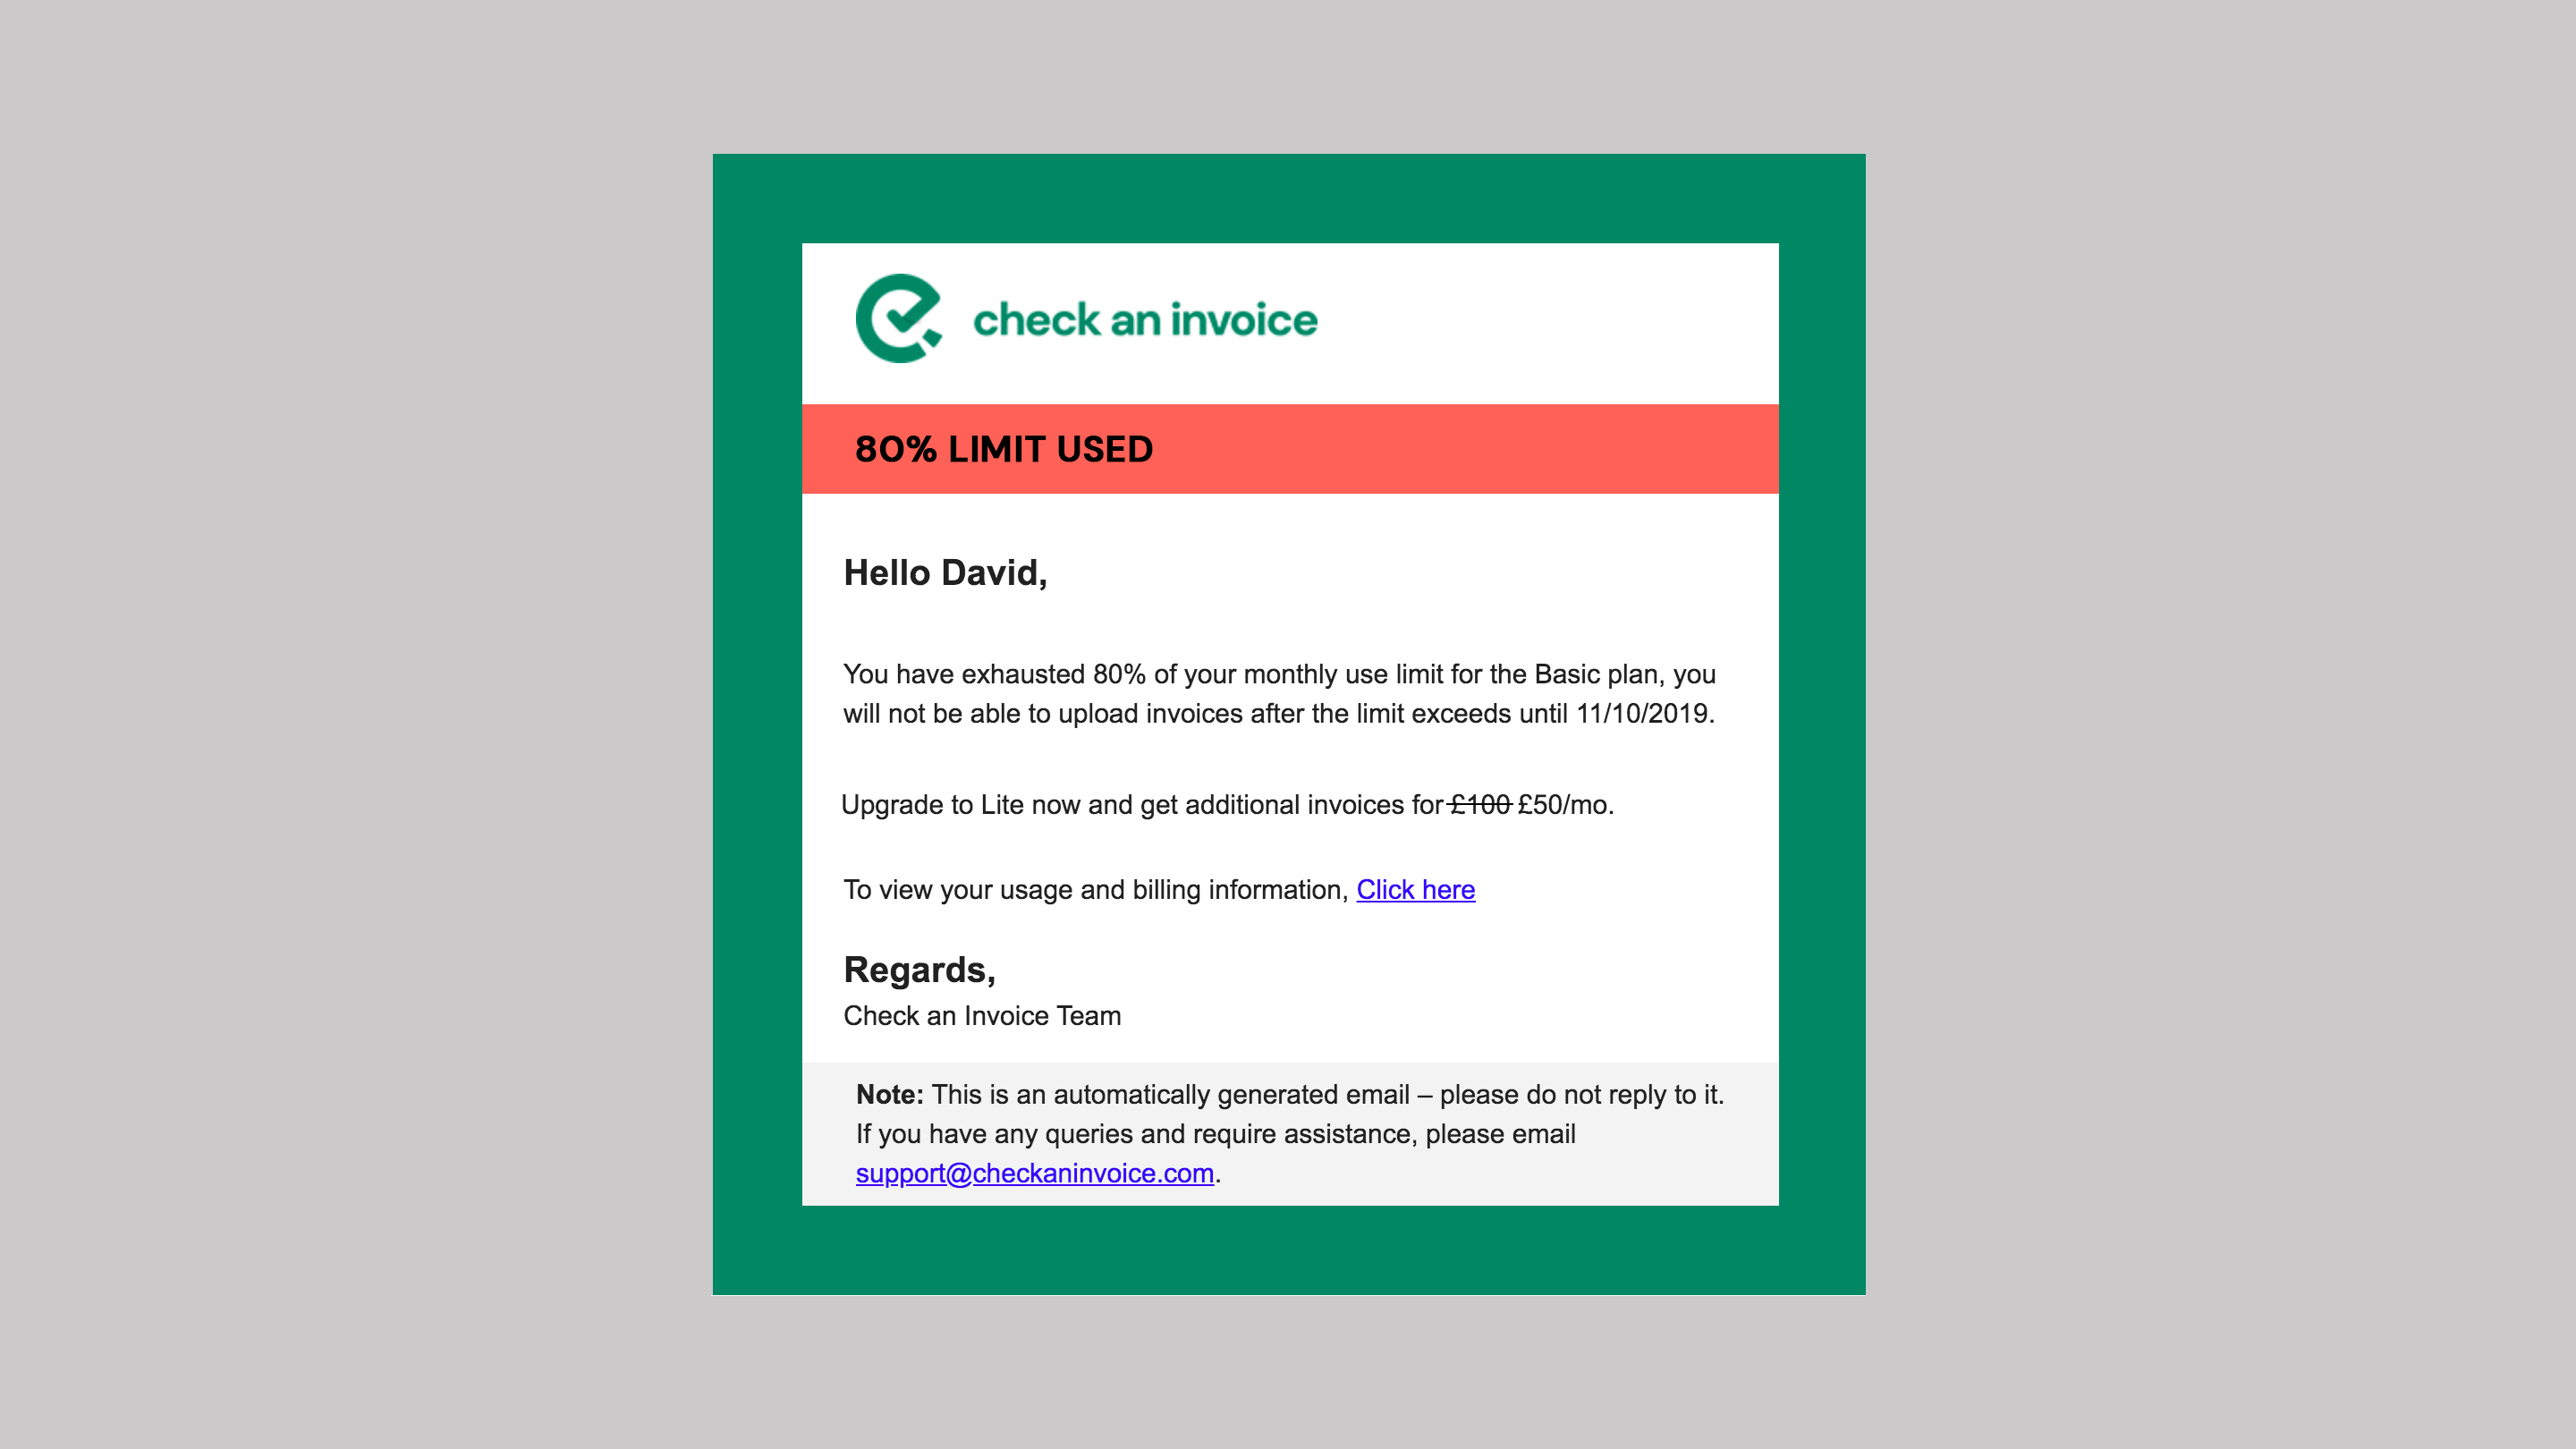 check an invoice
80% LIMIT USED
Hello David,
You have exhausted 80% of your monthly use limit for the Basic plan, you
will not be able to upload invoices after the limit exceeds until 11/10/2019.
Upgrade to Lite now and get additional invoices for £100 £50/mo.
To view your usage and billing information, Click here
Regards,
Check an Invoice Team
Note: This is an automatically generated email – please do not reply to it.
If you have any queries and require assistance, please email
support@checkaninvoice.com.